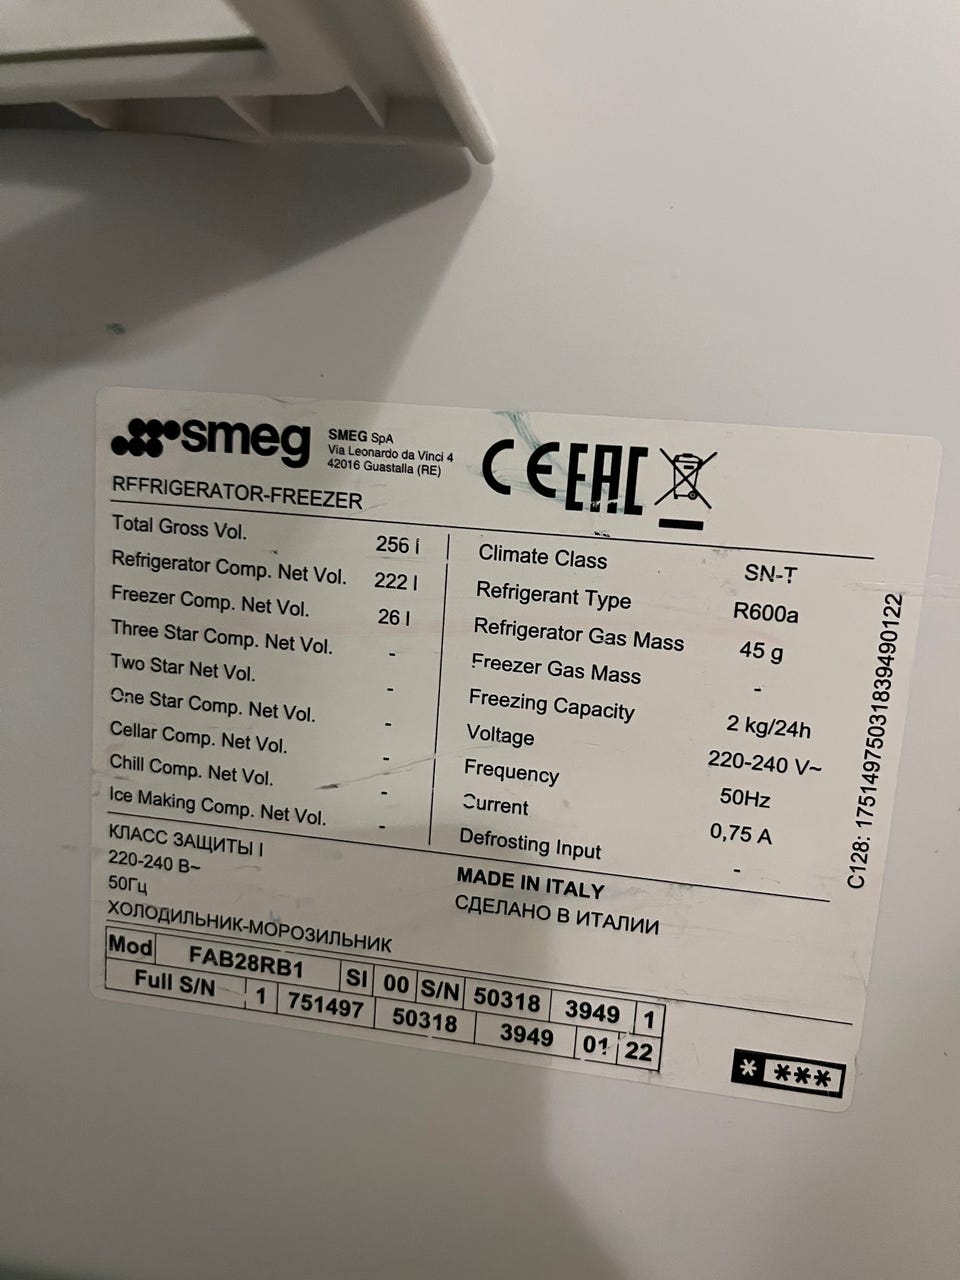 smeg
SMEG SpA
Via Leonardo da Vinci 4
42016 Guastalla (RE)
CE EAC
REFRIGERATOR-FREEZER
Total Gross Vol. 256 l
Refrigerator Comp. Net Vol. 222 l
Freezer Comp. Net Vol. 26 l
Three Star Comp. Net Vol. -
Two Star Net Vol. -
One Star Comp. Net Vol. -
Cellar Comp. Net Vol. -
Chill Comp. Net Vol. -
Ice Making Comp. Net Vol. -
Climate Class SN-T
Refrigerant Type R600a
Refrigerator Gas Mass 45 g
Freezer Gas Mass -
Freezing Capacity 2 kg/24h
Voltage 220-240 V~
Frequency 50Hz
Current 0,75 A
Defrosting Input -
C128: 1751497503183949​0122
КЛАСС ЗАЩИТЫ I
220-240 В~
50Гц
ХОЛОДИЛЬНИК-МОРОЗИЛЬНИК
MADE IN ITALY
СДЕЛАНО В ИТАЛИИ
Mod FAB28RB1 SI 00 S/N 50318 3949 1
Full S/N 1 751497 50318 3949 01 22
* ***